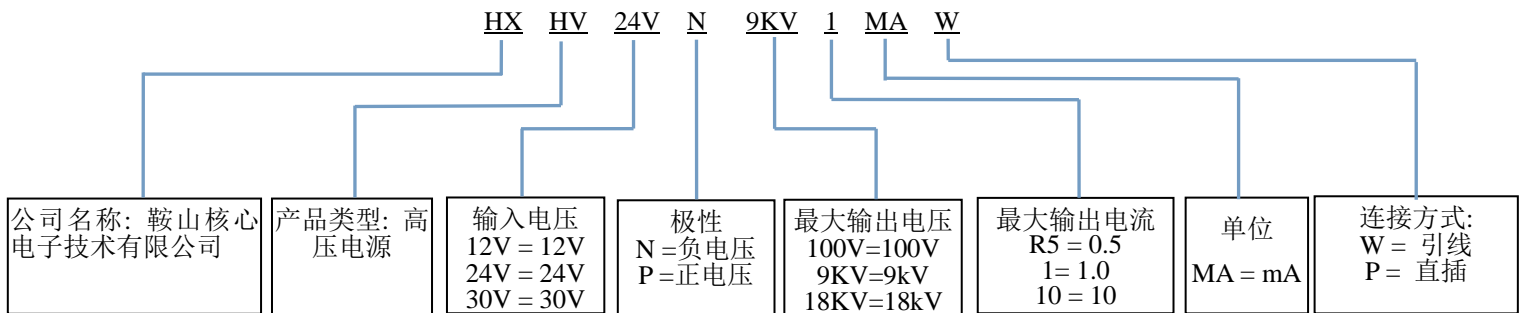 HX HV 24V N 9KV 1 MA W
公司名称: 鞍山核心
电子技术有限公司
产品类型: 高
压电源
输入电压
12V = 12V
24V = 24V
30V = 30V
极性
N =负电压
P =正电压
最大输出电压
100V=100V
9KV=9kV
18KV=18kV
最大输出电流
R5 = 0.5
1= 1.0
10 = 10
单位
MA = mA
连接方式:
W = 引线
P = 直插